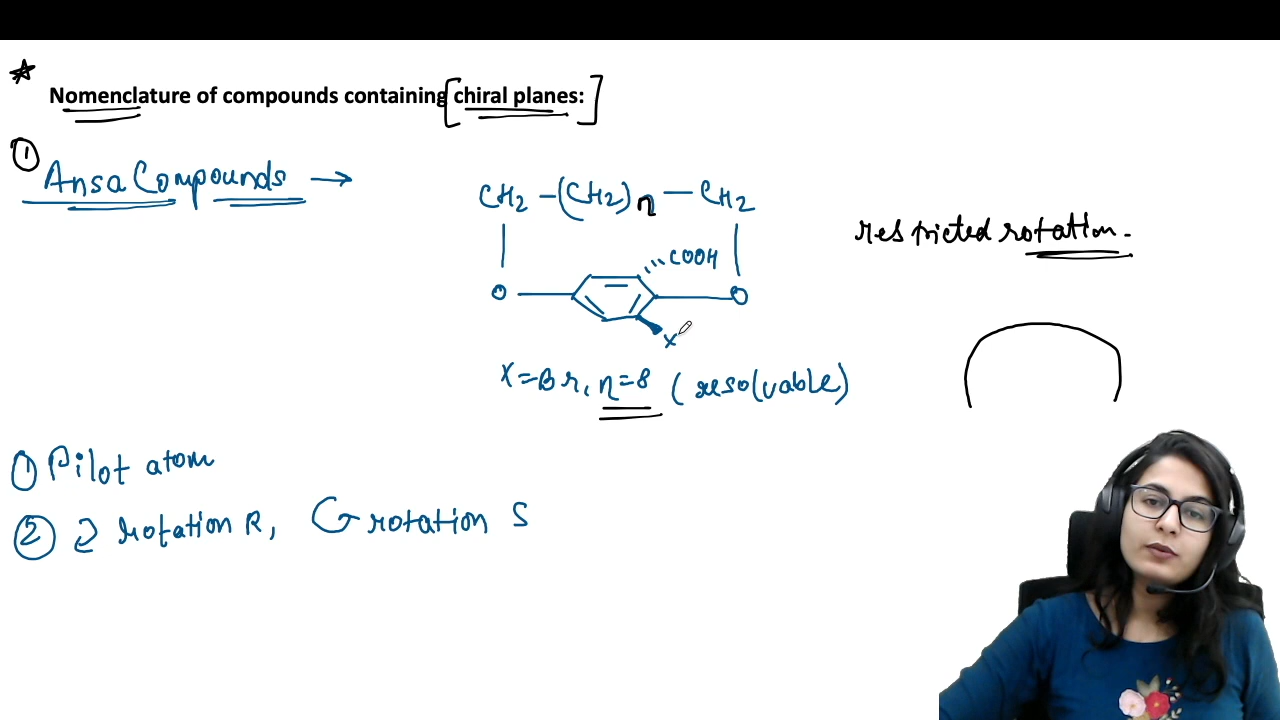 Nomenclature of compounds containing [chiral planes:]
① Ansa Compounds →
CH2 –(CH2)n — CH2
restricted rotation.
COOH
O O
X
X=Br, n=8 (resolvable)
① Pilot atom
② rotation R, rotation S